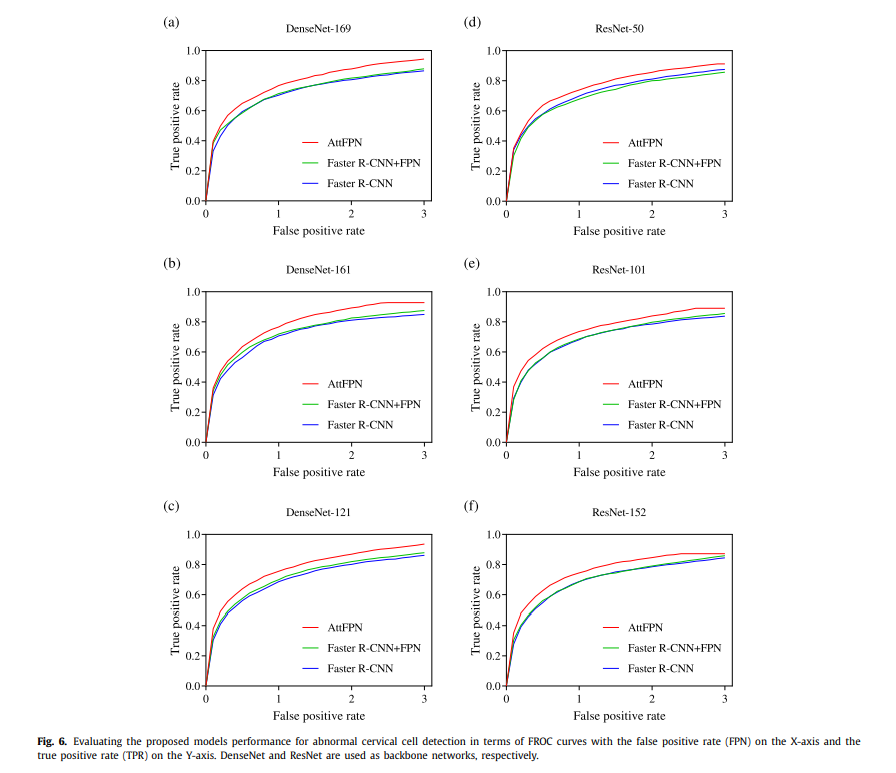 (a)
DenseNet-169
1.0
0.8
0.6
0.4
0.2
0.0
True positive rate
AttFPN
Faster R-CNN+FPN
Faster R-CNN
0 1 2 3
False positive rate
(d)
ResNet-50
1.0
0.8
0.6
0.4
0.2
0.0
True positive rate
AttFPN
Faster R-CNN+FPN
Faster R-CNN
0 1 2 3
False positive rate
(b)
DenseNet-161
1.0
0.8
0.6
0.4
0.2
0.0
True positive rate
AttFPN
Faster R-CNN+FPN
Faster R-CNN
0 1 2 3
False positive rate
(e)
ResNet-101
1.0
0.8
0.6
0.4
0.2
0.0
True positive rate
AttFPN
Faster R-CNN+FPN
Faster R-CNN
0 1 2 3
False positive rate
(c)
DenseNet-121
1.0
0.8
0.6
0.4
0.2
0.0
True positive rate
AttFPN
Faster R-CNN+FPN
Faster R-CNN
0 1 2 3
False positive rate
(f)
ResNet-152
1.0
0.8
0.6
0.4
0.2
0.0
True positive rate
AttFPN
Faster R-CNN+FPN
Faster R-CNN
0 1 2 3
False positive rate
Fig. 6. Evaluating the proposed models performance for abnormal cervical cell detection in terms of FROC curves with the false positive rate (FPN) on the X-axis and the
true positive rate (TPR) on the Y-axis. DenseNet and ResNet are used as backbone networks, respectively.